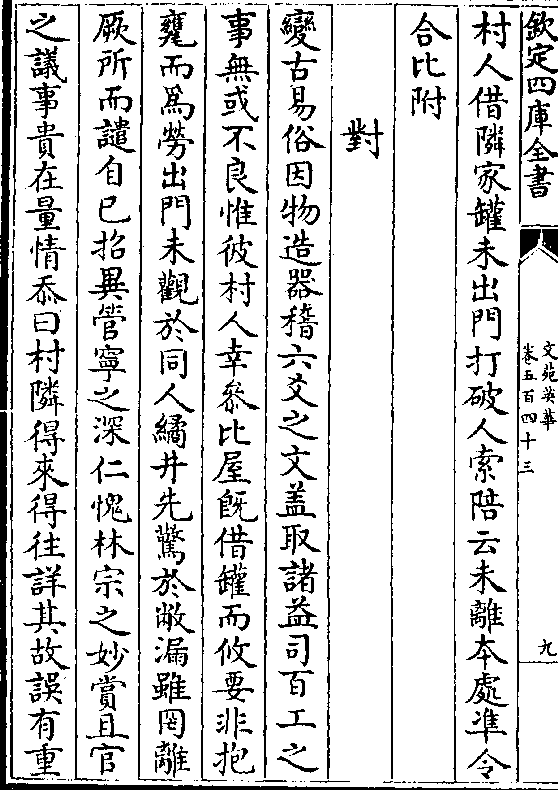 欽定四庫全書
文苑英華
卷五百四十三
九
村人借隣家罐未出門打破人索陪云未離本處準令
合比附
對
變古易俗因物造器稽六爻之文盖取諸益司百工之
事無或不良惟彼村人幸叅比屋旣借罐而攸要非抱
甕而為勞出門未觀於同人繘井先驚於敝漏雖罔離
厥所而譴自已招異管寧之深仁愧林宗之妙賞且官
之議事貴在量情忝曰村隣得來得往詳其故誤有重